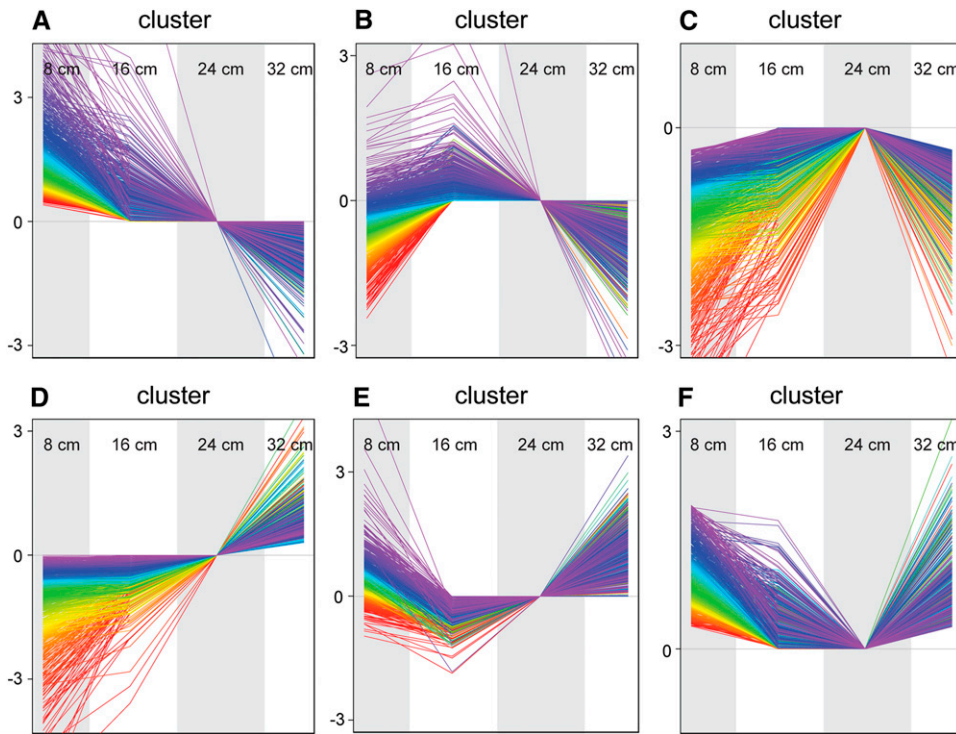 A cluster
8 cm 16 cm 24 cm 32 cm
3
0
-3
B cluster
8 cm 16 cm 24 cm 32 cm
3
0
-3
C cluster
8 cm 16 cm 24 cm 32 cm
0
-3
D cluster
8 cm 16 cm 24 cm 32 cm
3
0
-3
E cluster
8 cm 16 cm 24 cm 32 cm
3
0
-3
F cluster
8 cm 16 cm 24 cm 32 cm
3
0